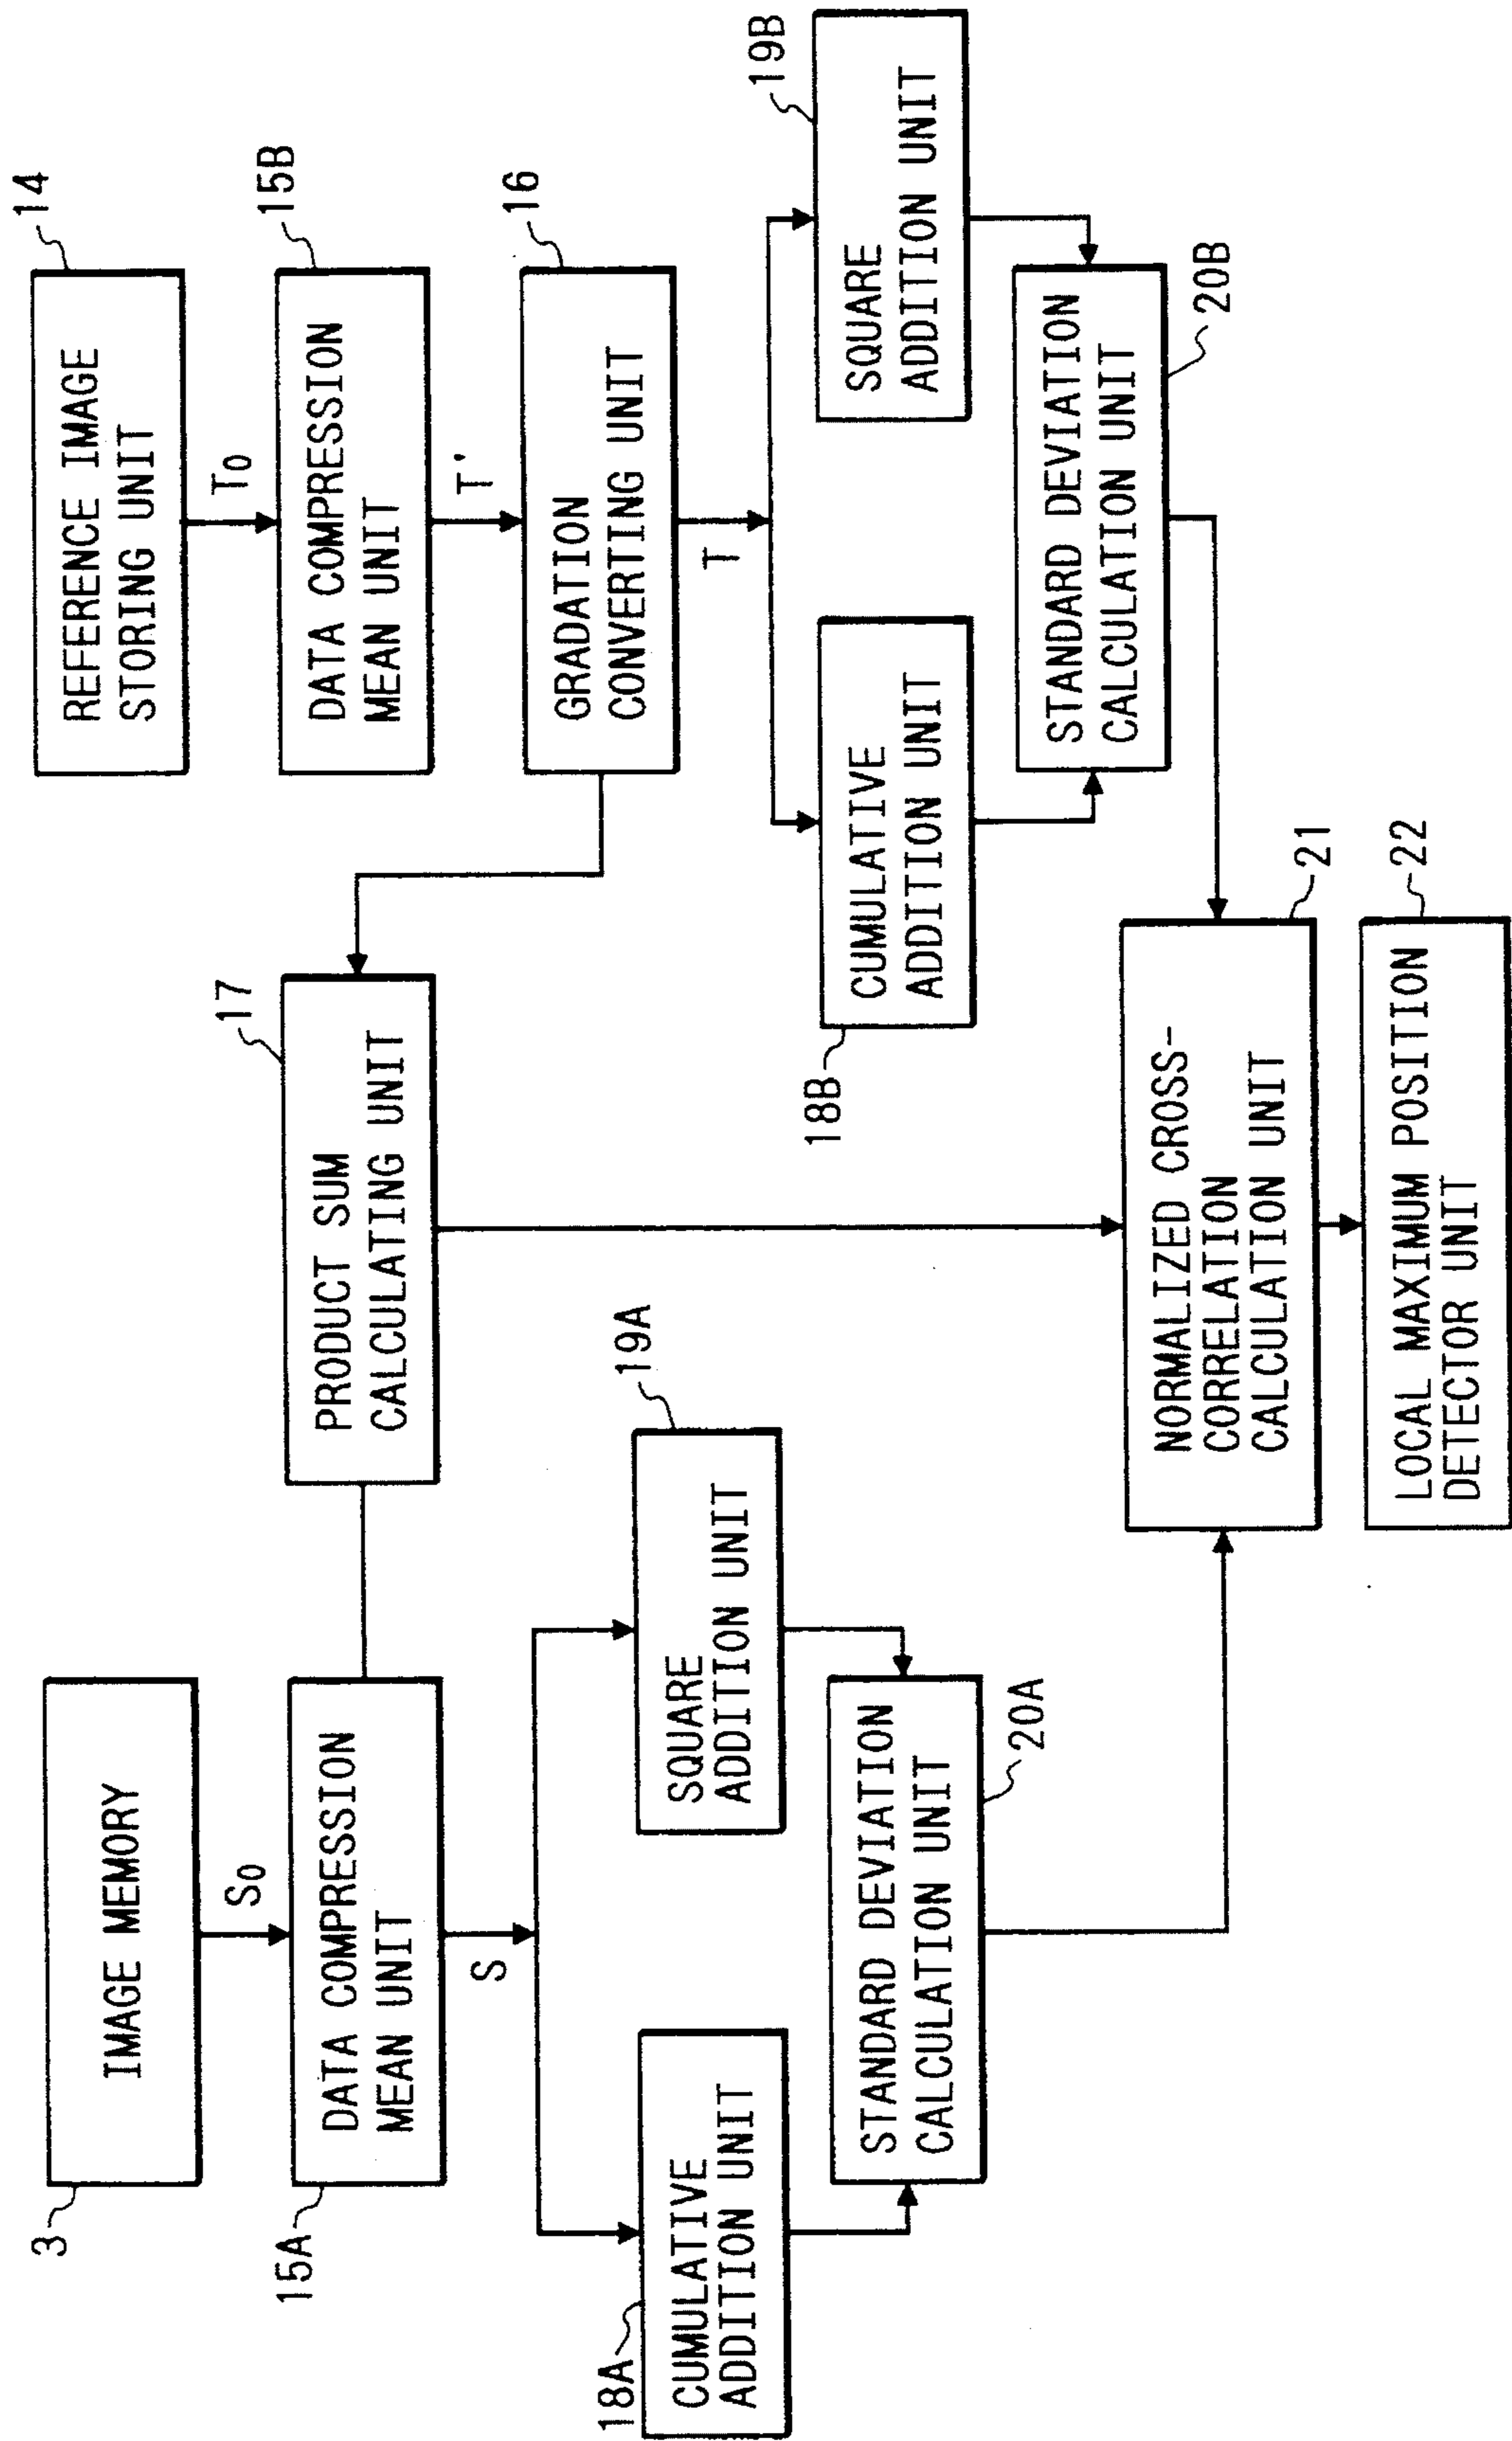 3
IMAGE MEMORY
S0
15A
DATA COMPRESSION
MEAN UNIT
S
18A
CUMULATIVE
ADDITION UNIT
19A
SQUARE
ADDITION UNIT
STANDARD DEVIATION
CALCULATION UNIT
20A
17
PRODUCT SUM
CALCULATING UNIT
14
REFERENCE IMAGE
STORING UNIT
T0
15B
DATA COMPRESSION
MEAN UNIT
T'
16
GRADATION
CONVERTING UNIT
T
18B
CUMULATIVE
ADDITION UNIT
19B
SQUARE
ADDITION UNIT
STANDARD DEVIATION
CALCULATION UNIT
20B
21
NORMALIZED CROSS-
CORRELATION
CALCULATION UNIT
22
LOCAL MAXIMUM POSITION
DETECTOR UNIT